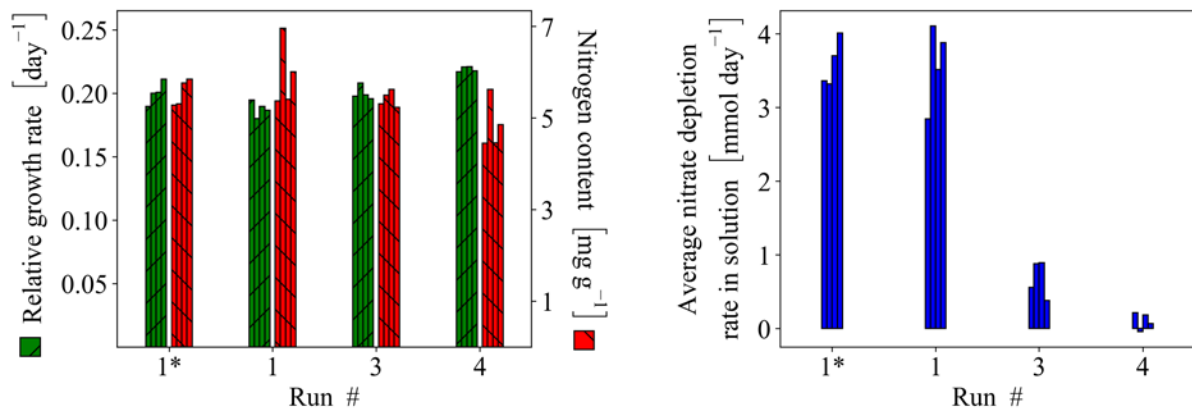 Relative growth rate [day⁻¹]
0.25
0.20
0.15
0.10
0.05
7
5
3
1
Nitrogen content [mg g⁻¹]
1* 1 3 4
Run #
Average nitrate depletion
rate in solution [mmol day⁻¹]
4
3
2
1
0
1* 1 3 4
Run #